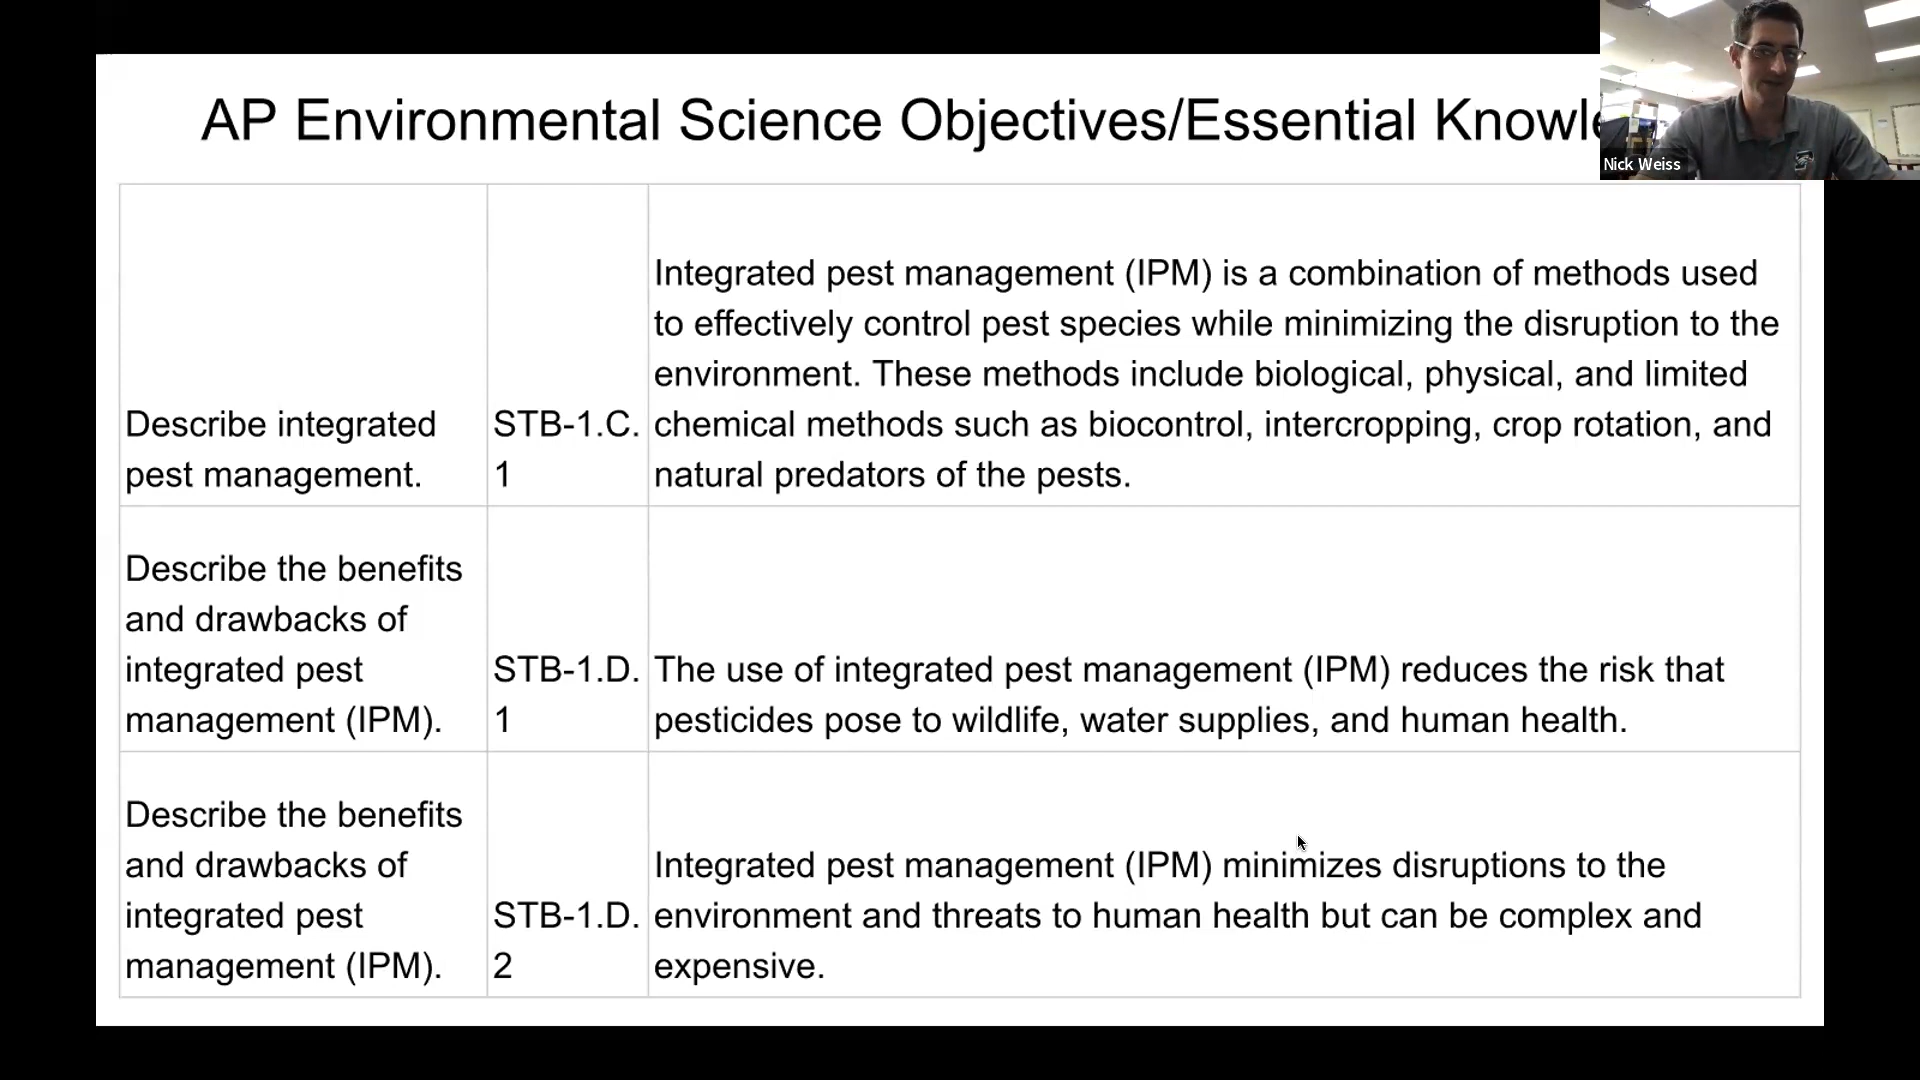 AP Environmental Science Objectives/Essential
Nick Weiss
Describe integrated
pest management.
STB-1.C.
1
Integrated pest management (IPM) is a combination of methods used
to effectively control pest species while minimizing the disruption to the
environment. These methods include biological, physical, and limited
chemical methods such as biocontrol, intercropping, crop rotation, and
natural predators of the pests.
Describe the benefits
and drawbacks of
integrated pest
management (IPM).
STB-1.D.
1
The use of integrated pest management (IPM) reduces the risk that
pesticides pose to wildlife, water supplies, and human health.
Describe the benefits
and drawbacks of
integrated pest
management (IPM).
STB-1.D.
2
Integrated pest management (IPM) minimizes disruptions to the
environment and threats to human health but can be complex and
expensive.